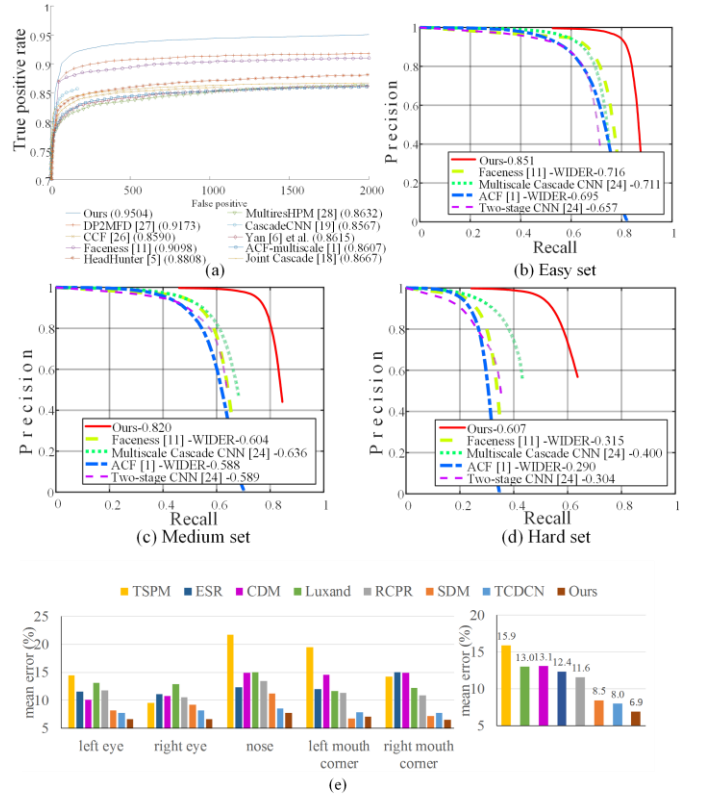 True positive rate
0.95
0.9
0.85
0.8
0.75
0.7
0 500 1000 1500 2000
False positive
Ours (0.9504)
DP2MFD [27] (0.9173)
CCF [26] (0.8590)
Faceness [11] (0.9098)
HeadHunter [5] (0.8808)
MultiresHPM [28] (0.8632)
CascadeCNN [19] (0.8567)
Yan [6] et al. (0.8615)
ACF-multiscale [1] (0.8607)
Joint Cascade [18] (0.8667)
(a)
Precision
1
0.8
0.6
0.4
0.2
0
Ours-0.851
Faceness [11] -WIDER-0.716
Multiscale Cascade CNN [24] -0.711
ACF [1] -WIDER-0.695
Two-stage CNN [24] -0.657
0 0.2 0.4 0.6 0.8 1
Recall
(b) Easy set
Precision
1
0.8
0.6
0.4
0.2
0
Ours-0.820
Faceness [11] -WIDER-0.604
Multiscale Cascade CNN [24] -0.636
ACF [1] -WIDER-0.588
Two-stage CNN [24] -0.589
0 0.2 0.4 0.6 0.8 1
Recall
(c) Medium set
Precision
1
0.8
0.6
0.4
0.2
0
Ours-0.607
Faceness [11] -WIDER-0.315
Multiscale Cascade CNN [24] -0.400
ACF [1] -WIDER-0.290
Two-stage CNN [24] -0.304
0 0.2 0.4 0.6 0.8 1
Recall
(d) Hard set
TSPM ESR CDM Luxand RCPR SDM TCDCN Ours
mean error (%)
25
20
15
10
5
left eye right eye nose left mouth corner right mouth corner
mean error (%)
20
15
10
5
15.9 13.0 13.1 12.4 11.6 8.5 8.0 6.9
(e)